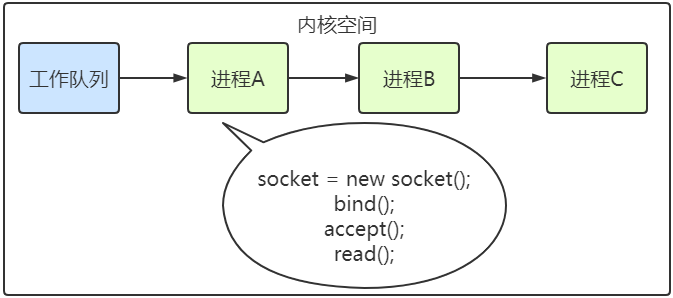 内核空间
工作队列
进程A
进程B
进程C
socket = new socket();
bind();
accept();
read();